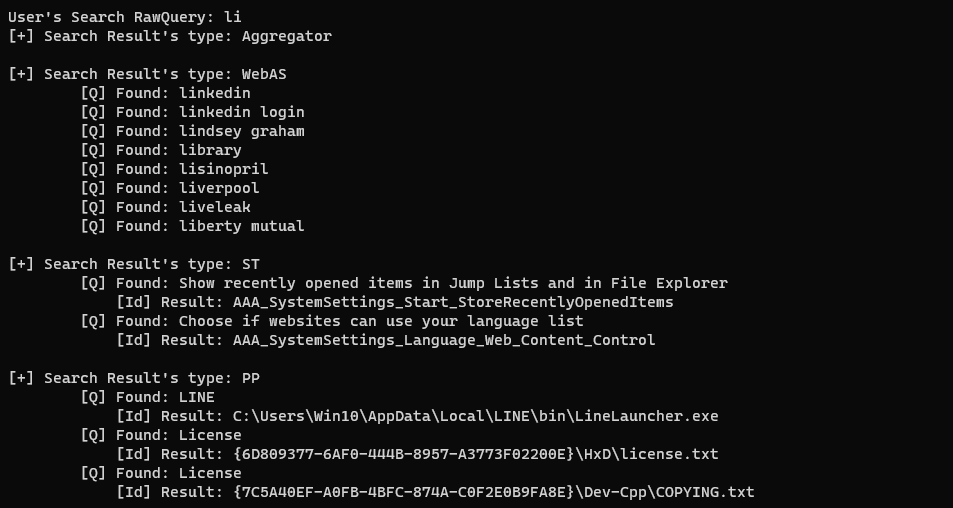 User's Search RawQuery: li
[+] Search Result's type: Aggregator
[+] Search Result's type: WebAS
[Q] Found: linkedin
[Q] Found: linkedin login
[Q] Found: lindsey graham
[Q] Found: library
[Q] Found: lisinopril
[Q] Found: liverpool
[Q] Found: liveleak
[Q] Found: liberty mutual
[+] Search Result's type: ST
[Q] Found: Show recently opened items in Jump Lists and in File Explorer
[Id] Result: AAA_SystemSettings_Start_StoreRecentlyOpenedItems
[Q] Found: Choose if websites can use your language list
[Id] Result: AAA_SystemSettings_Language_Web_Content_Control
[+] Search Result's type: PP
[Q] Found: LINE
[Id] Result: C:\Users\Win10\AppData\Local\LINE\bin\LineLauncher.exe
[Q] Found: License
[Id] Result: {6D809377-6AF0-444B-8957-A3773F02200E}\HxD\license.txt
[Q] Found: License
[Id] Result: {7C5A40EF-A0FB-4BFC-874A-C0F2E0B9FA8E}\Dev-Cpp\COPYING.txt